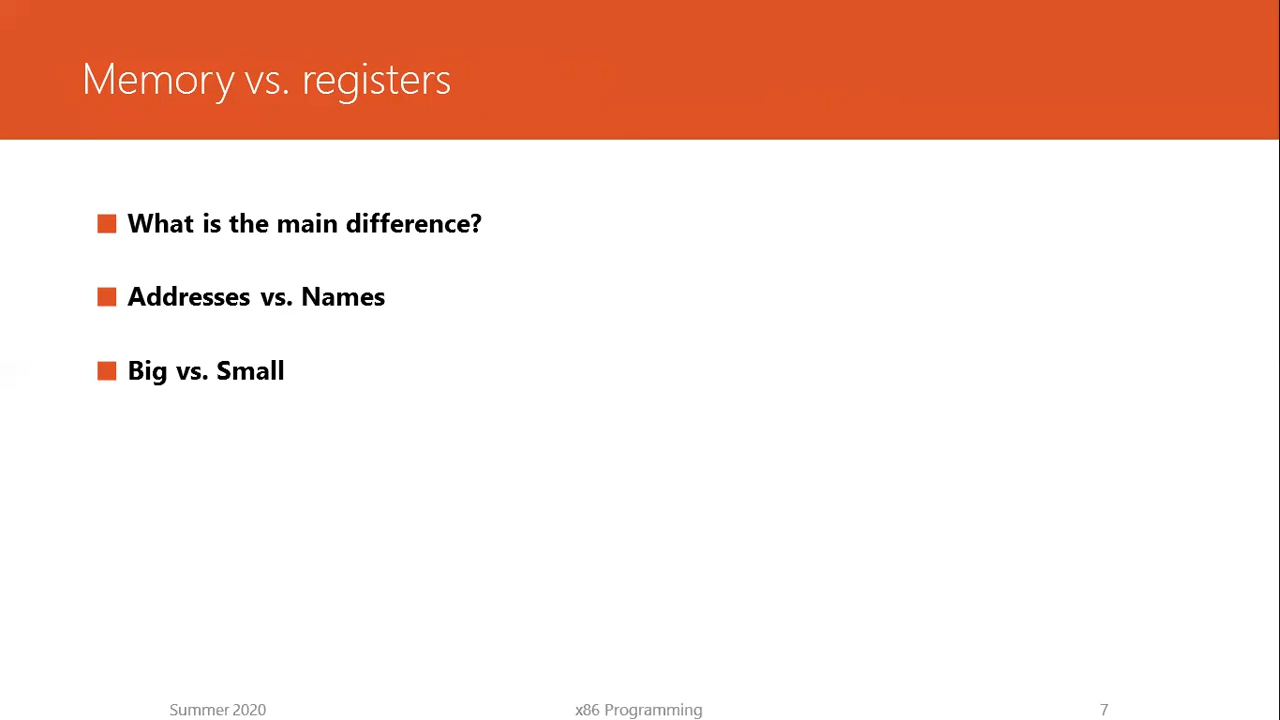 Memory vs. registers
What is the main difference?
Addresses vs. Names
Big vs. Small
Summer 2020
x86 Programming
7